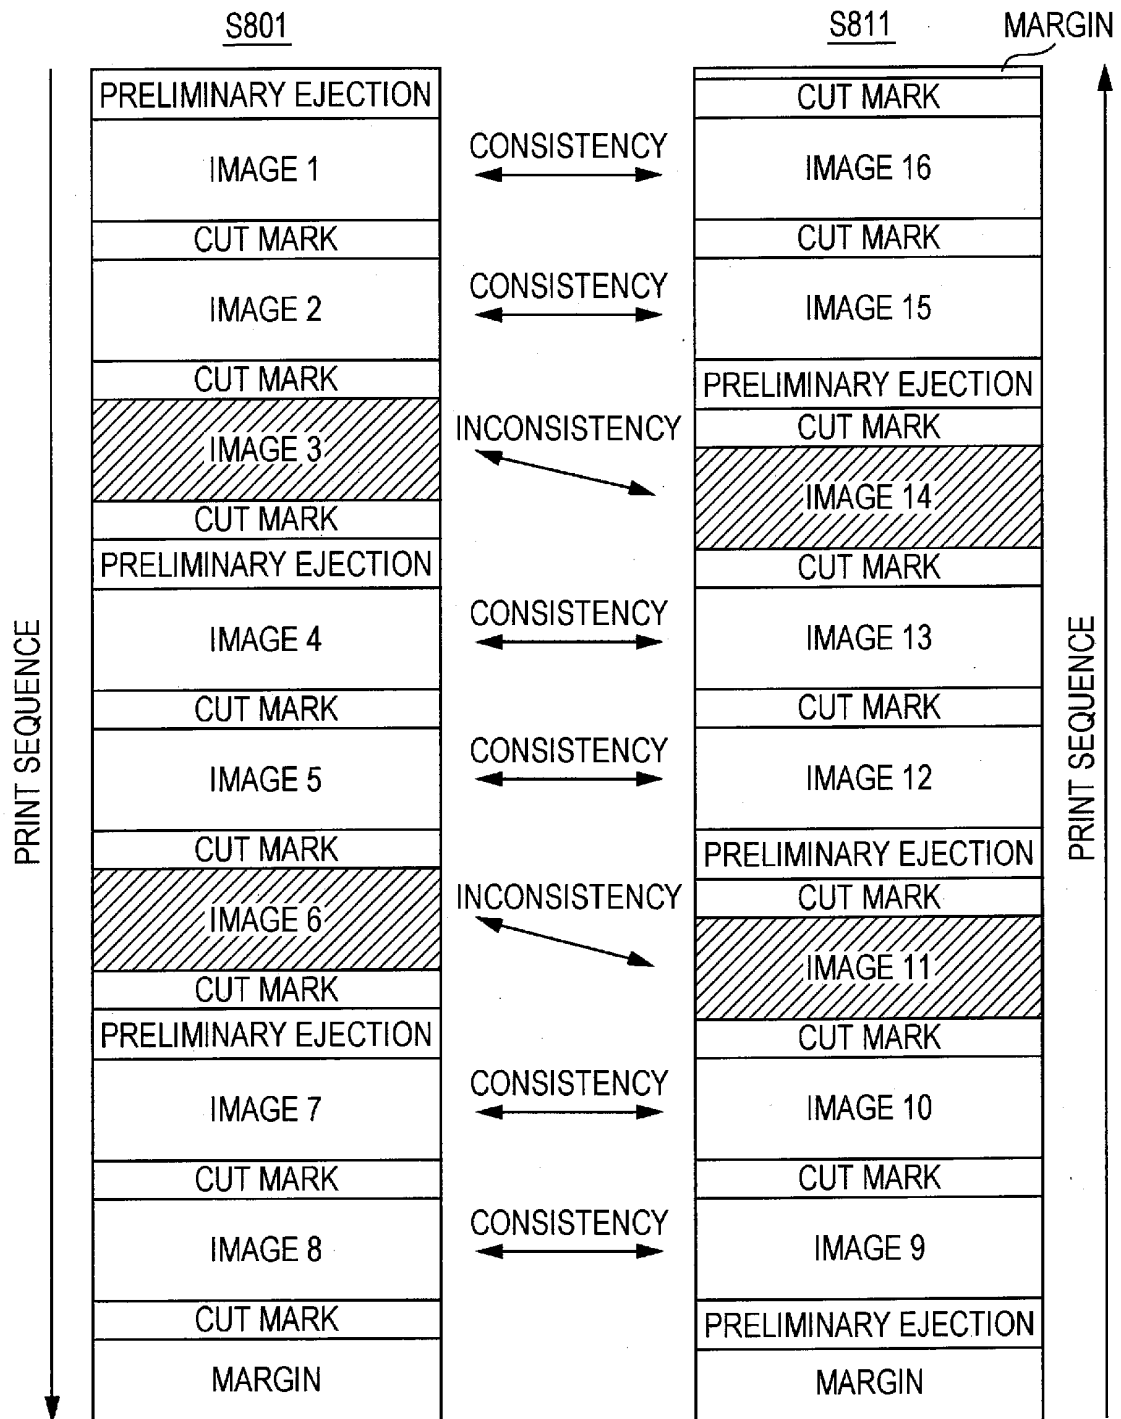 S801
S811
MARGIN
PRELIMINARY EJECTION
IMAGE 1
CUT MARK
IMAGE 2
CUT MARK
IMAGE 3
CUT MARK
PRELIMINARY EJECTION
IMAGE 4
CUT MARK
IMAGE 5
CUT MARK
IMAGE 6
CUT MARK
PRELIMINARY EJECTION
IMAGE 7
CUT MARK
IMAGE 8
CUT MARK
MARGIN
PRINT SEQUENCE
CONSISTENCY
CONSISTENCY
INCONSISTENCY
CONSISTENCY
CONSISTENCY
INCONSISTENCY
CONSISTENCY
CONSISTENCY
CUT MARK
IMAGE 16
CUT MARK
IMAGE 15
PRELIMINARY EJECTION
CUT MARK
IMAGE 14
CUT MARK
IMAGE 13
CUT MARK
IMAGE 12
PRELIMINARY EJECTION
CUT MARK
IMAGE 11
CUT MARK
IMAGE 10
CUT MARK
IMAGE 9
PRELIMINARY EJECTION
MARGIN
PRINT SEQUENCE